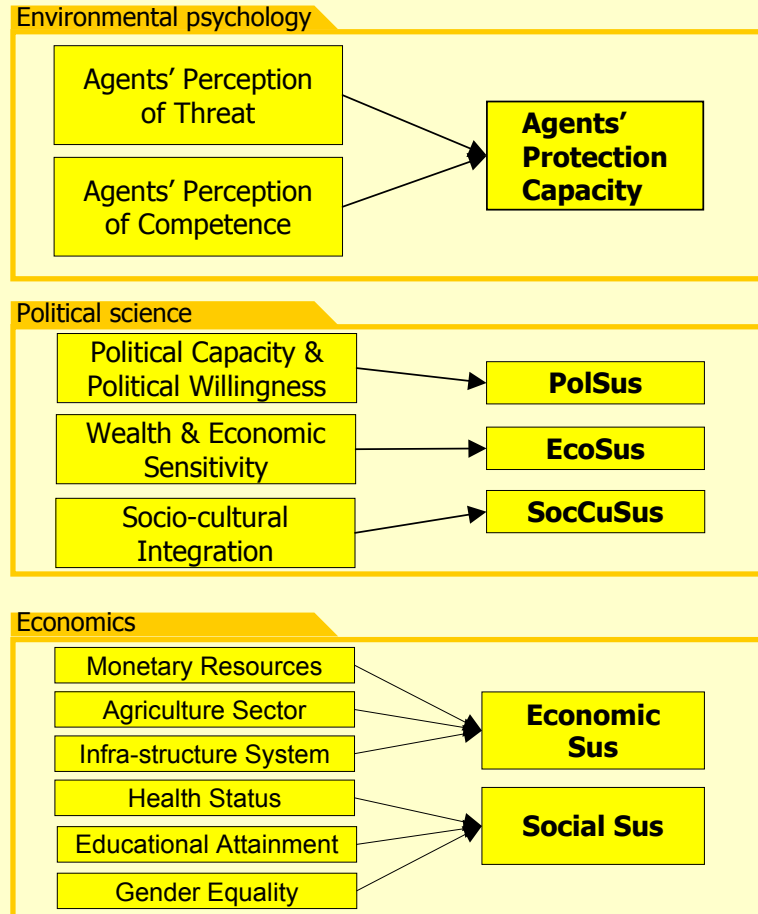 Environmental psychology
Agents’ Perception
of Threat
Agents’ Perception
of Competence
Agents’
Protection
Capacity
Political science
Political Capacity &
Political Willingness
PolSus
Wealth & Economic
Sensitivity
EcoSus
Socio-cultural
Integration
SocCuSus
Economics
Monetary Resources
Agriculture Sector
Infra-structure System
Economic
Sus
Health Status
Educational Attainment
Gender Equality
Social Sus